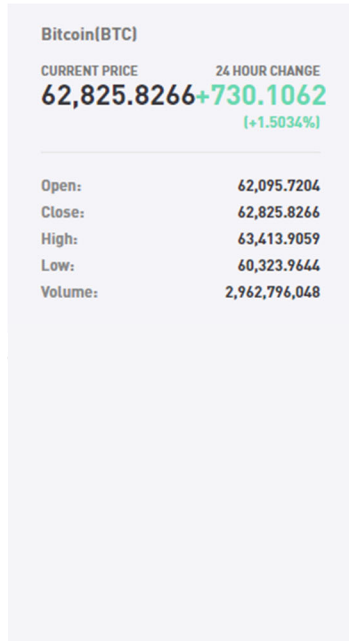 Bitcoin(BTC)
CURRENT PRICE 24 HOUR CHANGE
62,825.8266+730.1062
(+1.5034%)
Open: 62,095.7204
Close: 62,825.8266
High: 63,413.9059
Low: 60,323.9644
Volume: 2,962,796,048